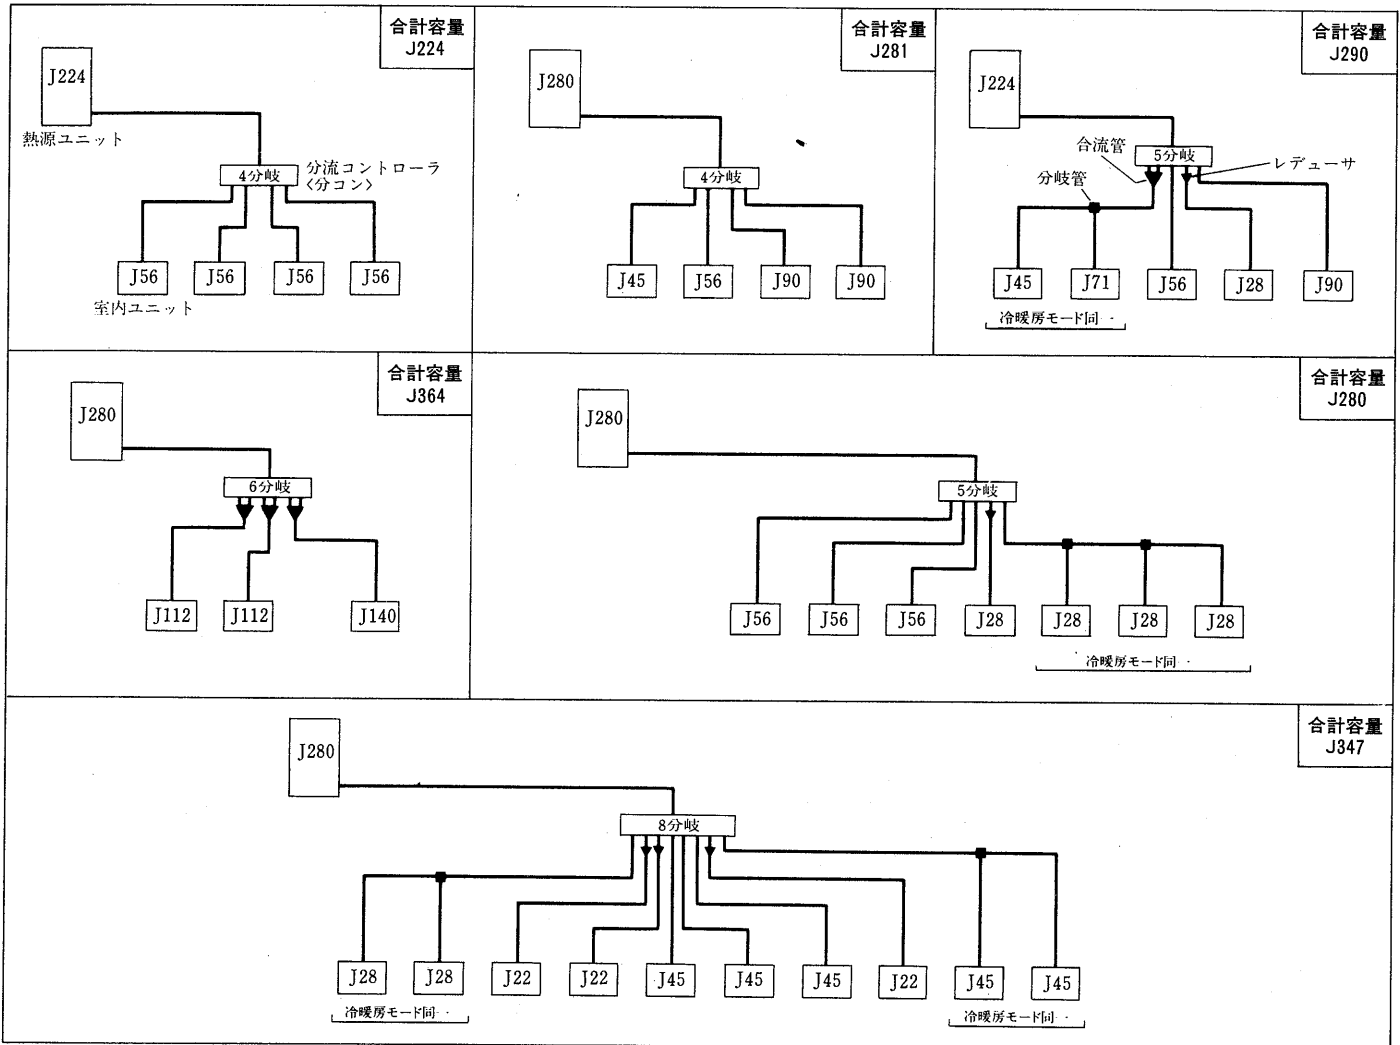 合計容量
J224
J224
熱源ユニット
4分岐
分流コントローラ
〈分コン〉
J56
J56
J56
J56
室内ユニット
合計容量
J281
J280
4分岐
J45
J56
J90
J90
合計容量
J290
J224
合流管
5分岐
レデューサ
分岐管
J45
J71
J56
J28
J90
冷暖房モード同
合計容量
J364
J280
6分岐
J112
J112
J140
合計容量
J280
J280
5分岐
J56
J56
J56
J28
J28
J28
J28
冷暖房モード同
合計容量
J347
J280
8分岐
J28
J28
J22
J22
J45
J45
J45
J22
J45
J45
冷暖房モード同
冷暖房モード同